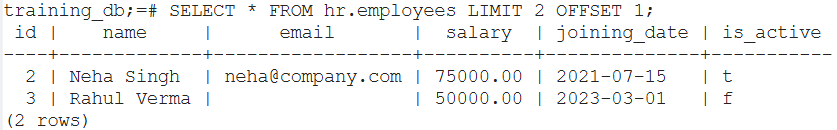 training_db;=# SELECT * FROM hr.employees LIMIT 2 OFFSET 1;
 id |    name     |       email        |  salary  | joining_date | is_active
----+-------------+--------------------+----------+--------------+-----------
  2 | Neha Singh  | neha@company.com | 75000.00 | 2021-07-15   | t
  3 | Rahul Verma |                    | 50000.00 | 2023-03-01   | f
(2 rows)